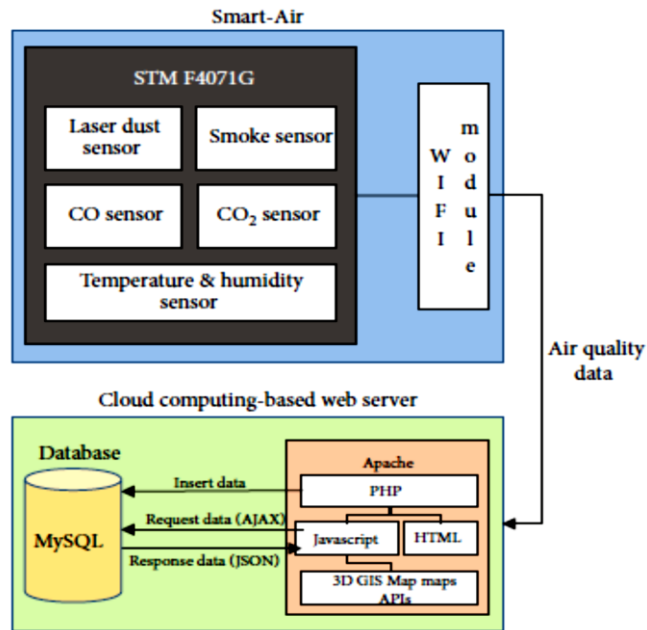 Smart-Air
STM F4071G
Laser dust
sensor
Smoke sensor
CO sensor
CO₂ sensor
Temperature & humidity
sensor
WIFI
module
Air quality
data
Cloud computing-based web server
Database
MySQL
Insert data
Request data (AJAX)
Response data (JSON)
Apache
PHP
Javascript
HTML
3D GIS Map maps
APIs